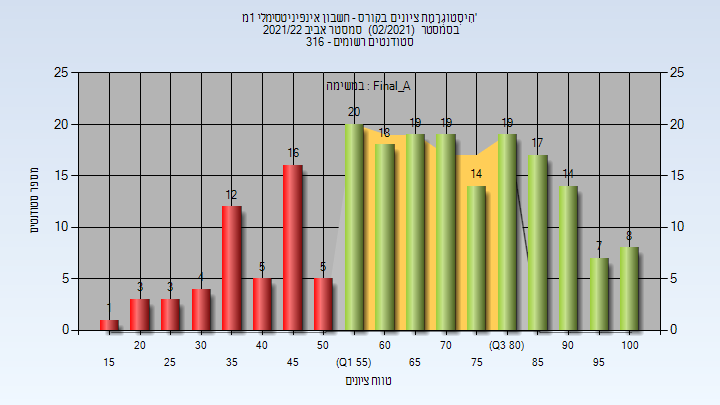 היסטוגרמת ציונים בקורס - חשבון אינפיניטסימלי 1מ'
בסמסטר (02/2021) סמסטר אביב 2021/22
סטודנטים רשומים - 316
במשימה : Final_A
מספר סטודנטים
25 25
20 20
15 15
10 10
5 5
0 0
1 3 3 4 12 5 16 5 20 18 19 19 14 19 17 14 7 8
20 30 40 50 60 70 (Q3 80) 90 100
15 25 35 45 (Q1 55) 65 75 85 95
טווח ציונים